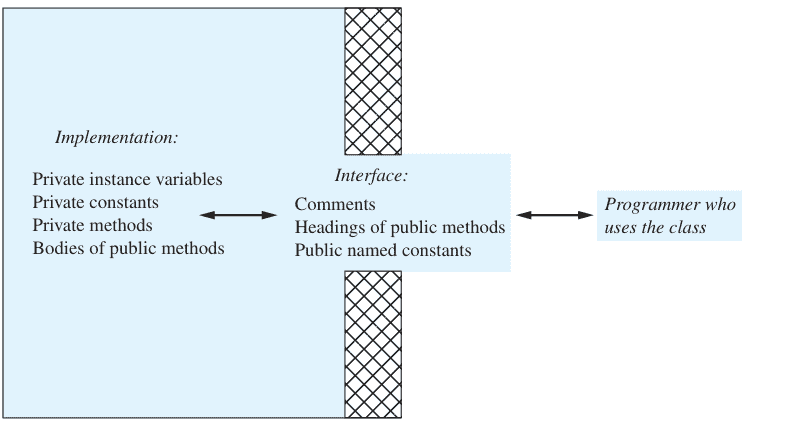 Implementation:
Private instance variables
Private constants
Private methods
Bodies of public methods
Interface:
Comments
Headings of public methods
Public named constants
Programmer who
uses the class